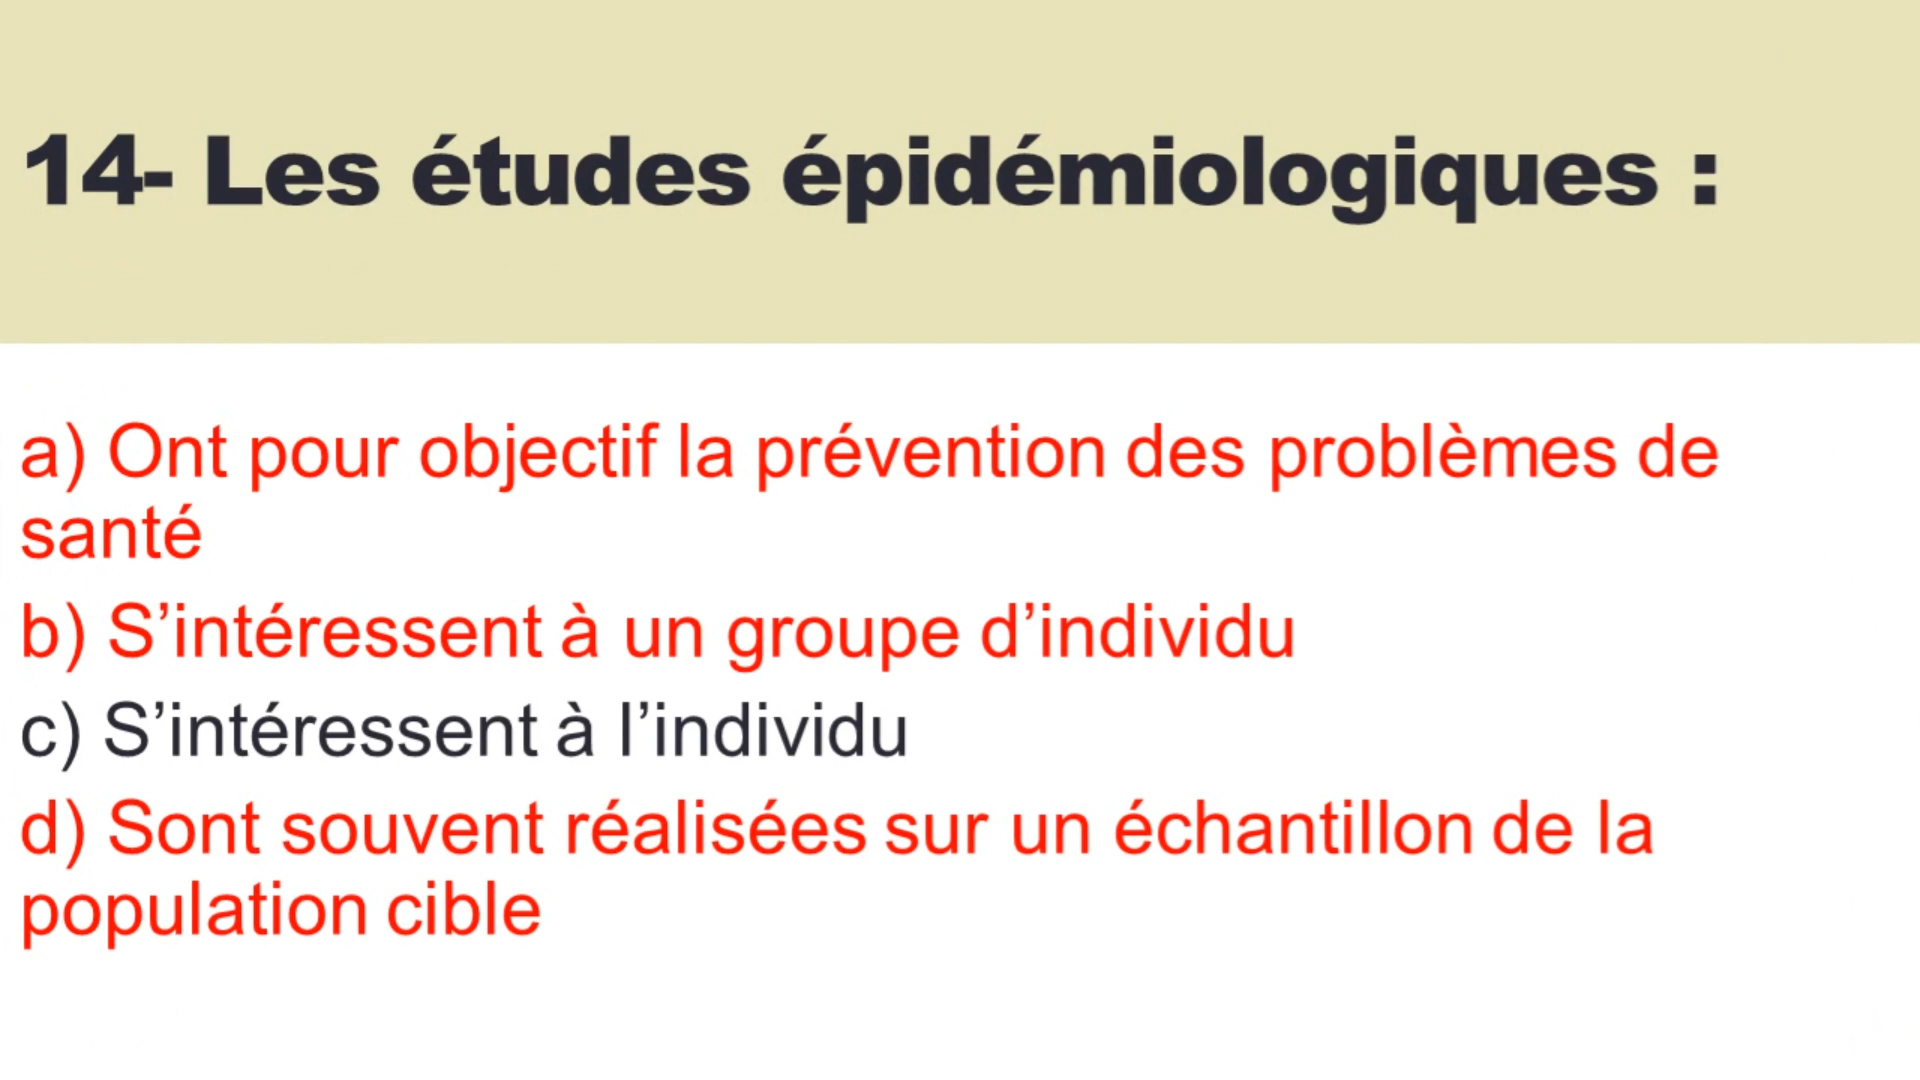 14- Les études épidémiologiques :
a) Ont pour objectif la prévention des problèmes de
santé
b) S’intéressent à un groupe d’individu
c) S’intéressent à l’individu
d) Sont souvent réalisées sur un échantillon de la
population cible